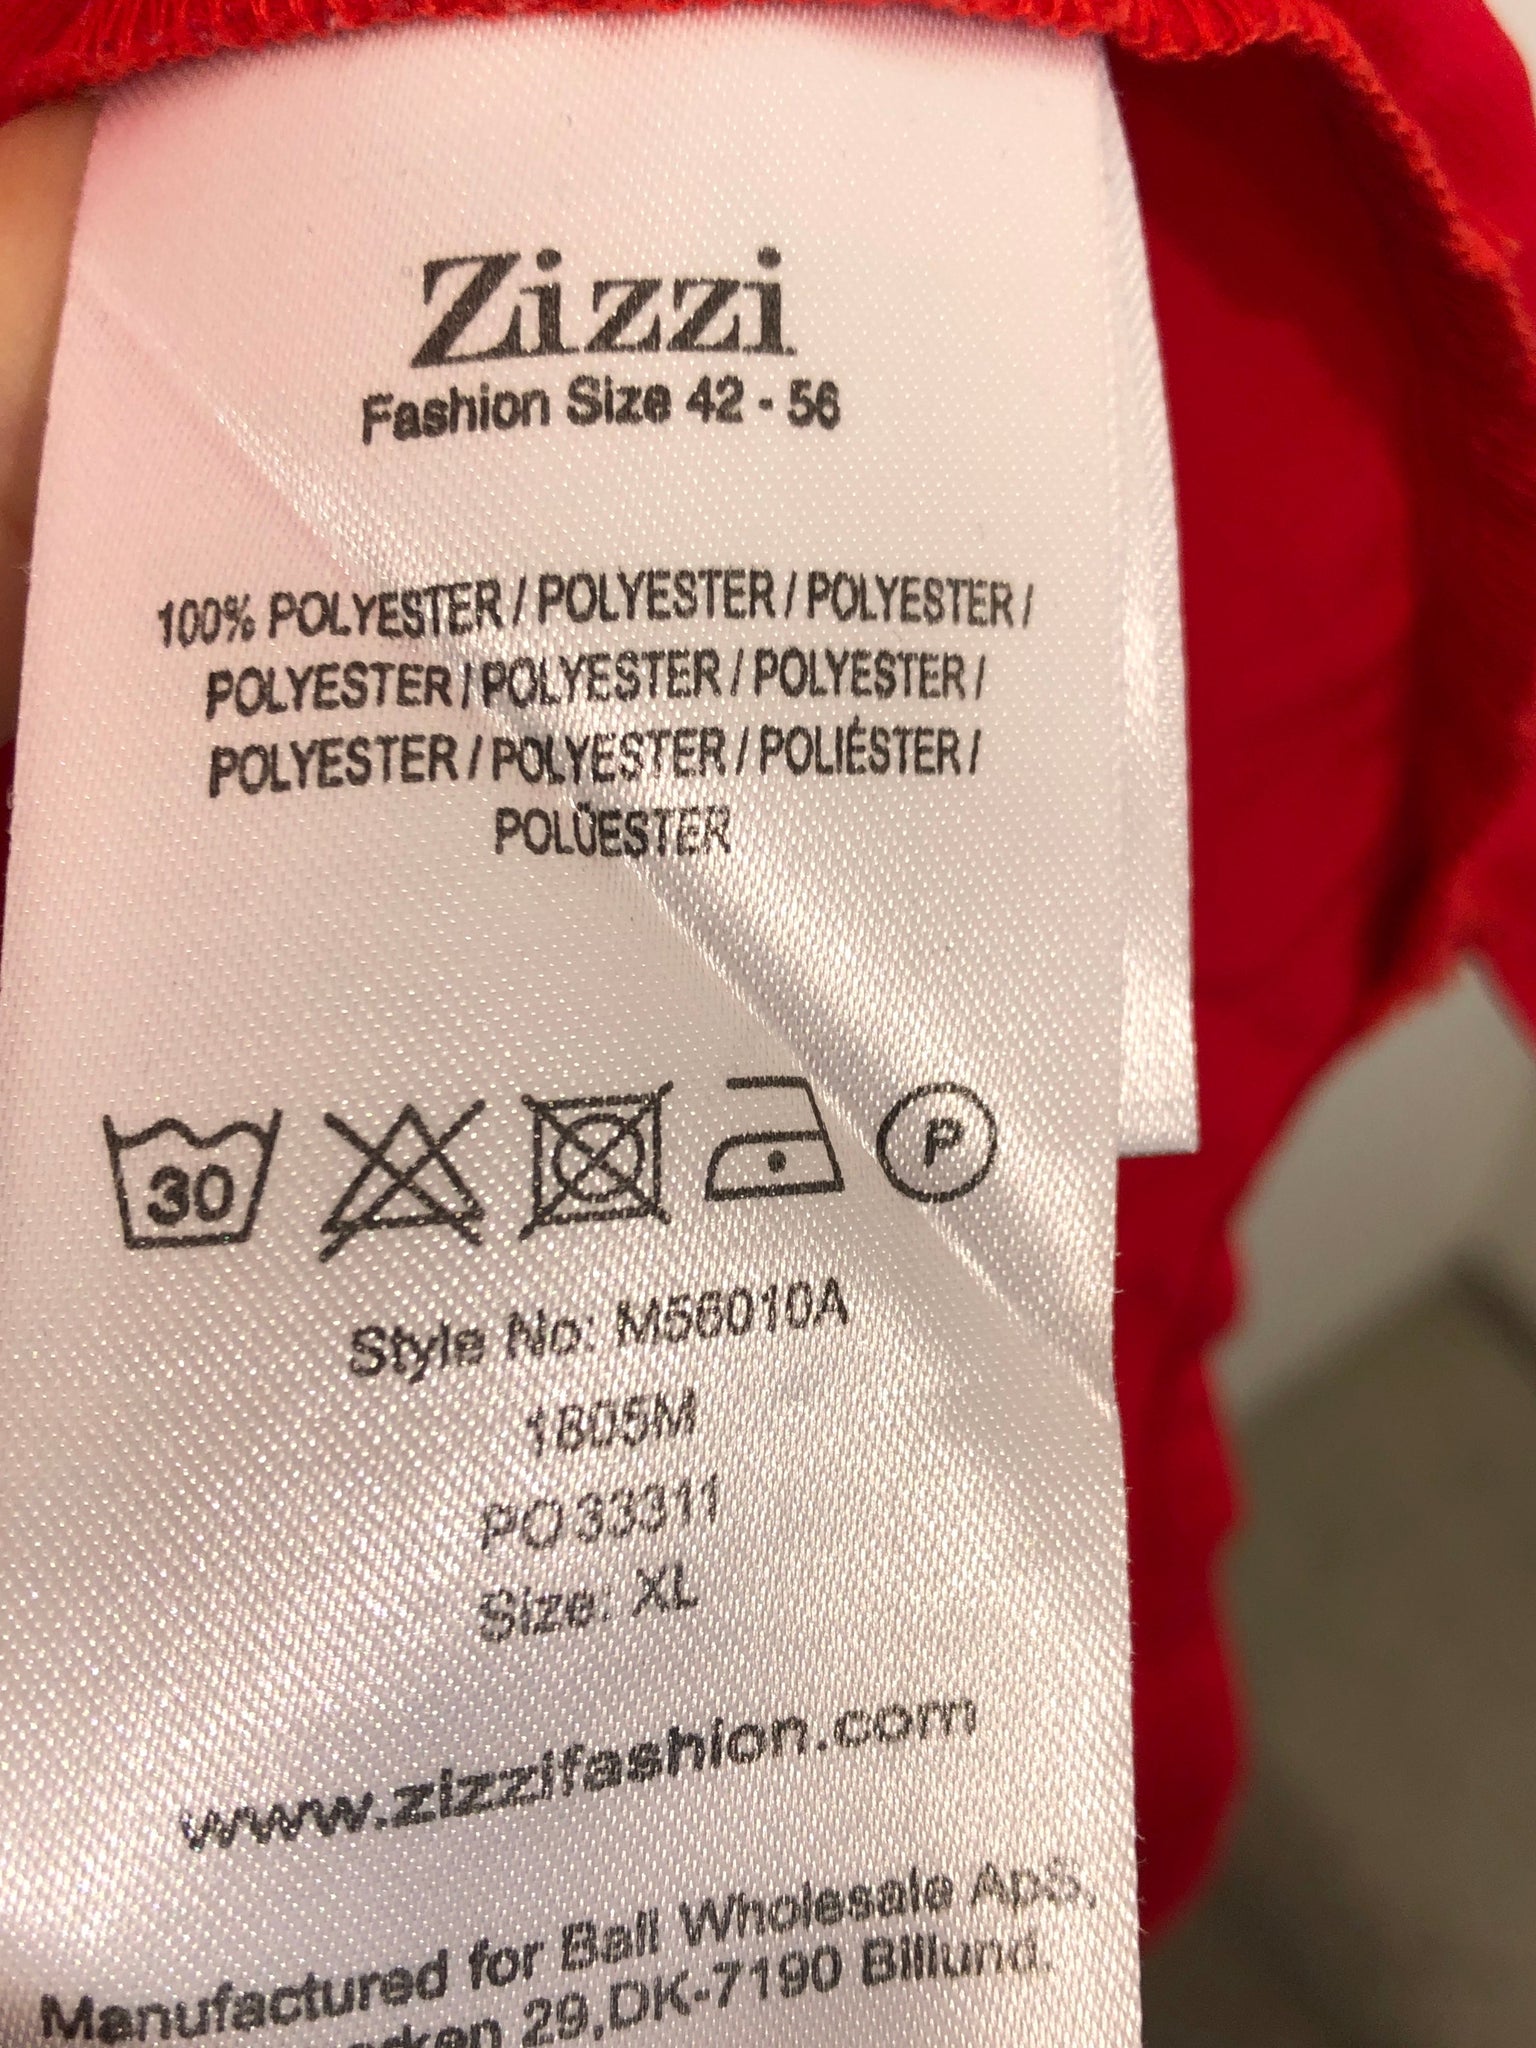 Zizzi
Fashion Size 42 - 56
100% POLYESTER / POLYESTER / POLYESTER /
POLYESTER / POLYESTER / POLYESTER /
POLYESTER / POLYESTER / POLIÉSTER /
POLÜESTER
30
P
Style No: M56010A
1805M
PO 33311
Size: XL
www.zizzifashion.com
Manufactured for Ball Wholesale ApS,
29,DK-7190 Billund.